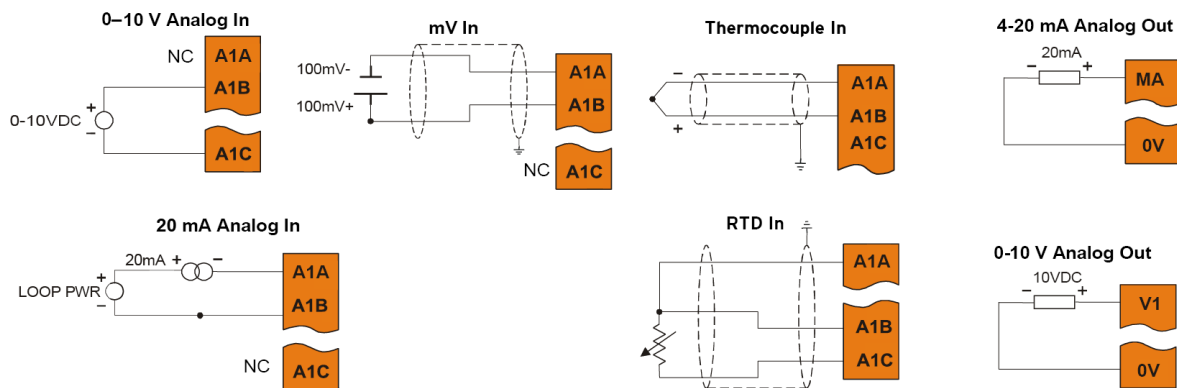 0–10 V Analog In
NC
A1A
A1B
+
0-10VDC
–
A1C
mV In
100mV-
A1A
100mV+
A1B
NC
A1C
Thermocouple In
–
A1A
A1B
+
A1C
4-20 mA Analog Out
20mA
– +
MA
0V
20 mA Analog In
20mA + –
A1A
+
LOOP PWR
A1B
–
NC
A1C
RTD In
A1A
A1B
A1C
0-10 V Analog Out
10VDC
– +
V1
0V